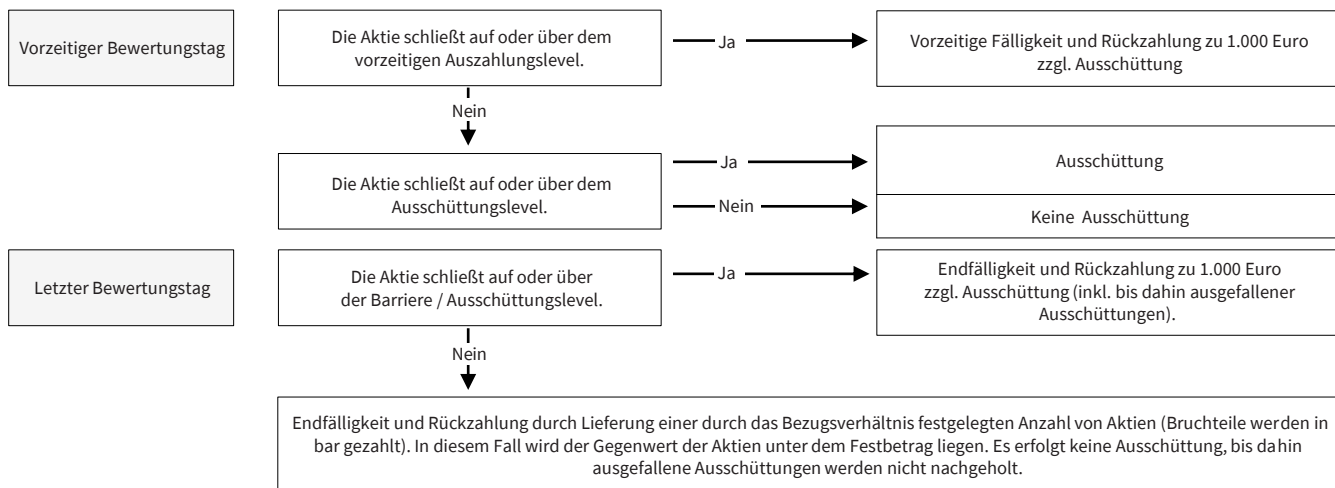 Vorzeitiger Bewertungstag
Die Aktie schließt auf oder über dem
vorzeitigen Auszahlungslevel.
Ja
Vorzeitige Fälligkeit und Rückzahlung zu 1.000 Euro
zzgl. Ausschüttung
Nein
Die Aktie schließt auf oder über dem
Ausschüttungslevel.
Ja
Ausschüttung
Nein
Keine Ausschüttung
Letzter Bewertungstag
Die Aktie schließt auf oder über
der Barriere / Ausschüttungslevel.
Ja
Endfälligkeit und Rückzahlung zu 1.000 Euro
zzgl. Ausschüttung (inkl. bis dahin ausgefallener
Ausschüttungen).
Nein
Endfälligkeit und Rückzahlung durch Lieferung einer durch das Bezugsverhältnis festgelegten Anzahl von Aktien (Bruchteile werden in
bar gezahlt). In diesem Fall wird der Gegenwert der Aktien unter dem Festbetrag liegen. Es erfolgt keine Ausschüttung, bis dahin
ausgefallene Ausschüttungen werden nicht nachgeholt.